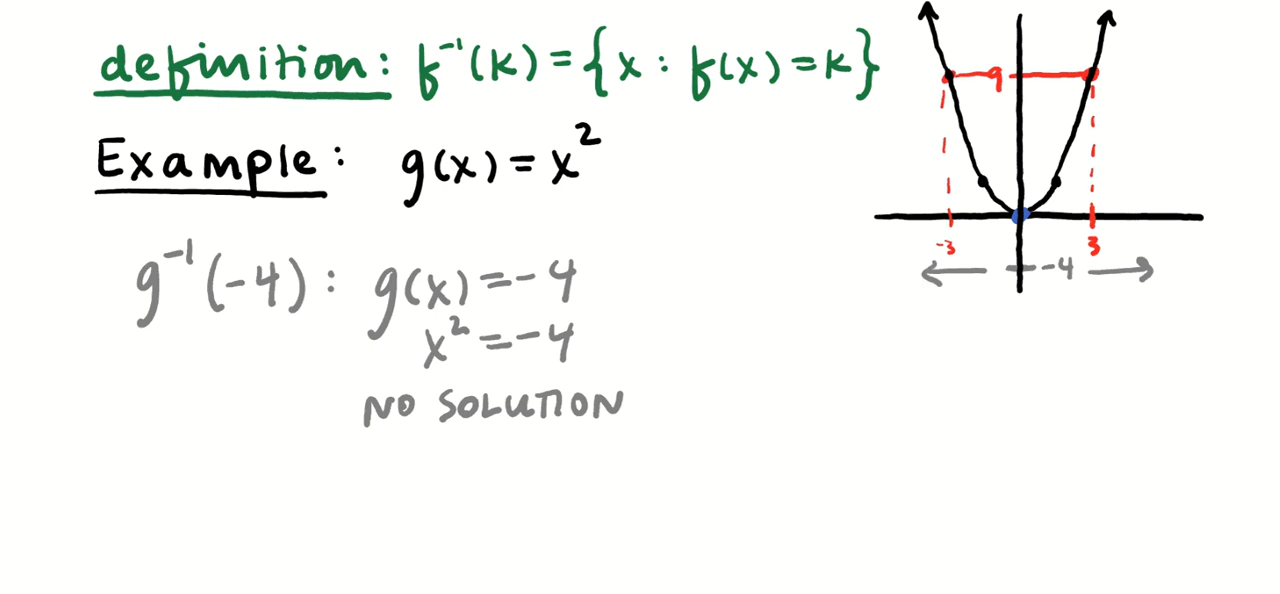 definition: f⁻¹(k) = {x : f(x) = k}
Example: g(x) = x²
g⁻¹(-4) : g(x) = -4
x² = -4
NO SOLUTION
9
-3 3
-4